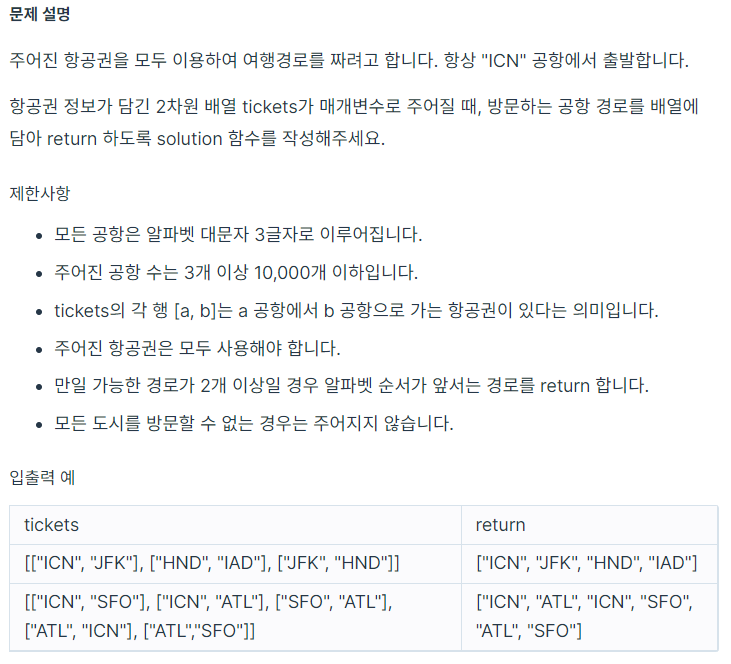 문제 설명
주어진 항공권을 모두 이용하여 여행경로를 짜려고 합니다. 항상 "ICN" 공항에서 출발합니다.
항공권 정보가 담긴 2차원 배열 tickets가 매개변수로 주어질 때, 방문하는 공항 경로를 배열에
담아 return 하도록 solution 함수를 작성해주세요.
제한사항
• 모든 공항은 알파벳 대문자 3글자로 이루어집니다.
• 주어진 공항 수는 3개 이상 10,000개 이하입니다.
• tickets의 각 행 [a, b]는 a 공항에서 b 공항으로 가는 항공권이 있다는 의미입니다.
• 주어진 항공권은 모두 사용해야 합니다.
• 만일 가능한 경로가 2개 이상일 경우 알파벳 순서가 앞서는 경로를 return 합니다.
• 모든 도시를 방문할 수 없는 경우는 주어지지 않습니다.
입출력 예
tickets return
[["ICN", "JFK"], ["HND", "IAD"], ["JFK", "HND"]] ["ICN", "JFK", "HND", "IAD"]
[["ICN", "SFO"], ["ICN", "ATL"], ["SFO", "ATL"], ["ICN", "ATL", "ICN", "SFO",
["ATL", "ICN"], ["ATL","SFO"]] "ATL", "SFO"]